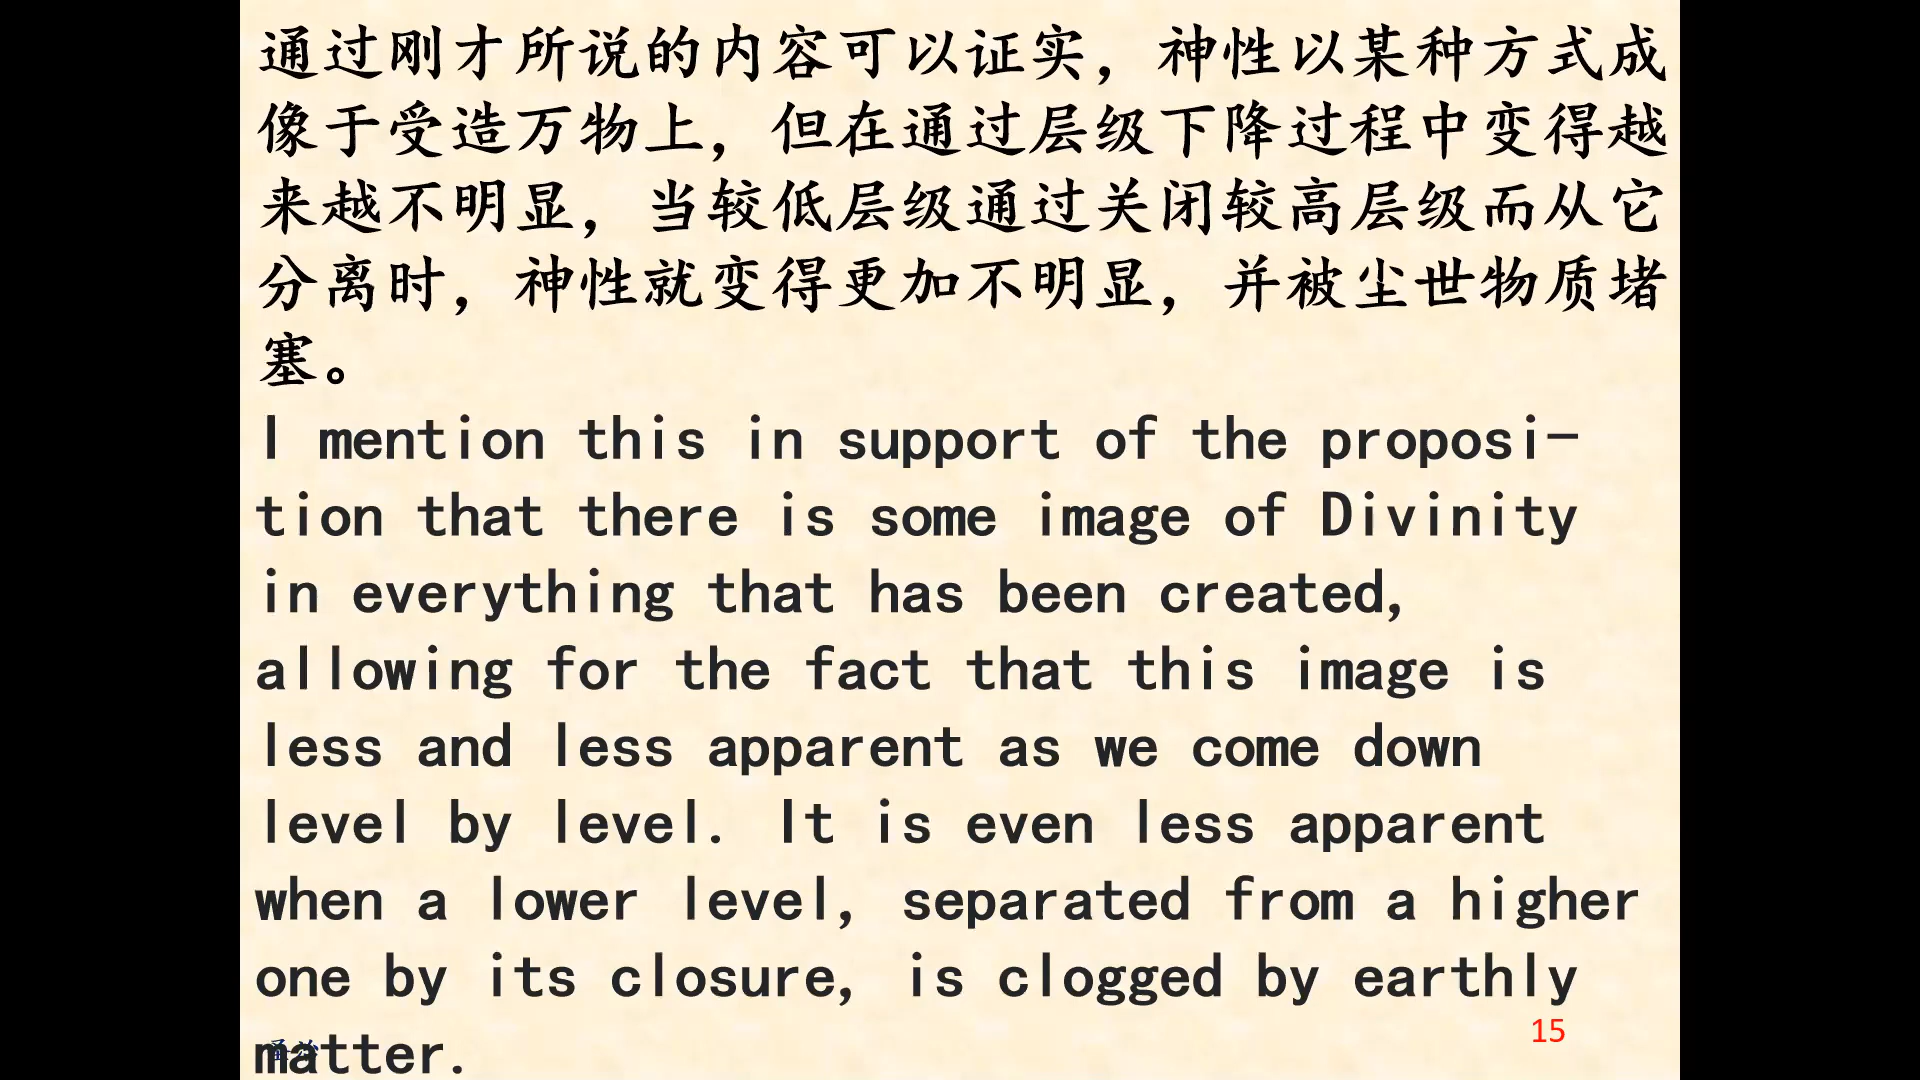 通过刚才所说的内容可以证实，神性以某种方式成
像于受造万物上，但在通过层级下降过程中变得越
来越不明显，当较低层级通过关闭较高层级而从它
分离时，神性就变得更加不明显，并被尘世物质堵
塞。
I mention this in support of the proposi-
tion that there is some image of Divinity
in everything that has been created,
allowing for the fact that this image is
less and less apparent as we come down
level by level. It is even less apparent
when a lower level, separated from a higher
one by its closure, is clogged by earthly
matter.
圣治
15